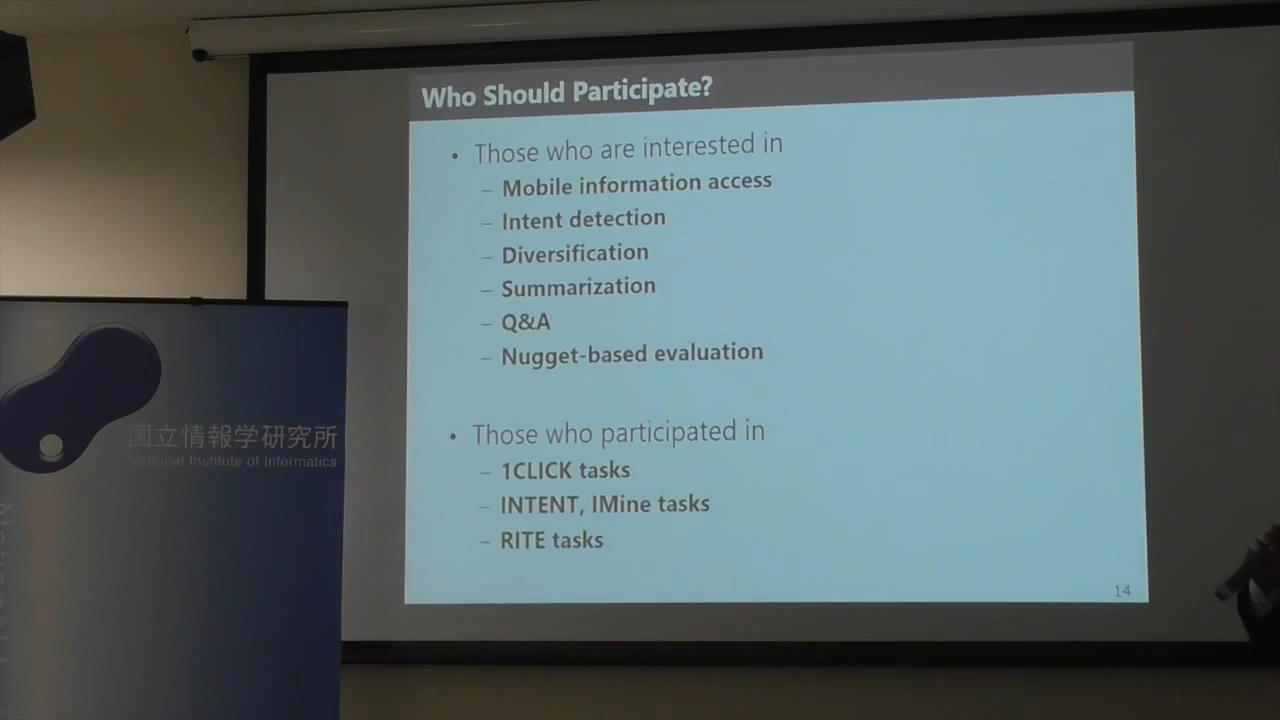 Who Should Participate?
• Those who are interested in
– Mobile information access
– Intent detection
– Diversification
– Summarization
– Q&A
– Nugget-based evaluation
• Those who participated in
– 1CLICK tasks
– INTENT, IMine tasks
– RITE tasks
14
国立情報学研究所
National Institute of Informatics